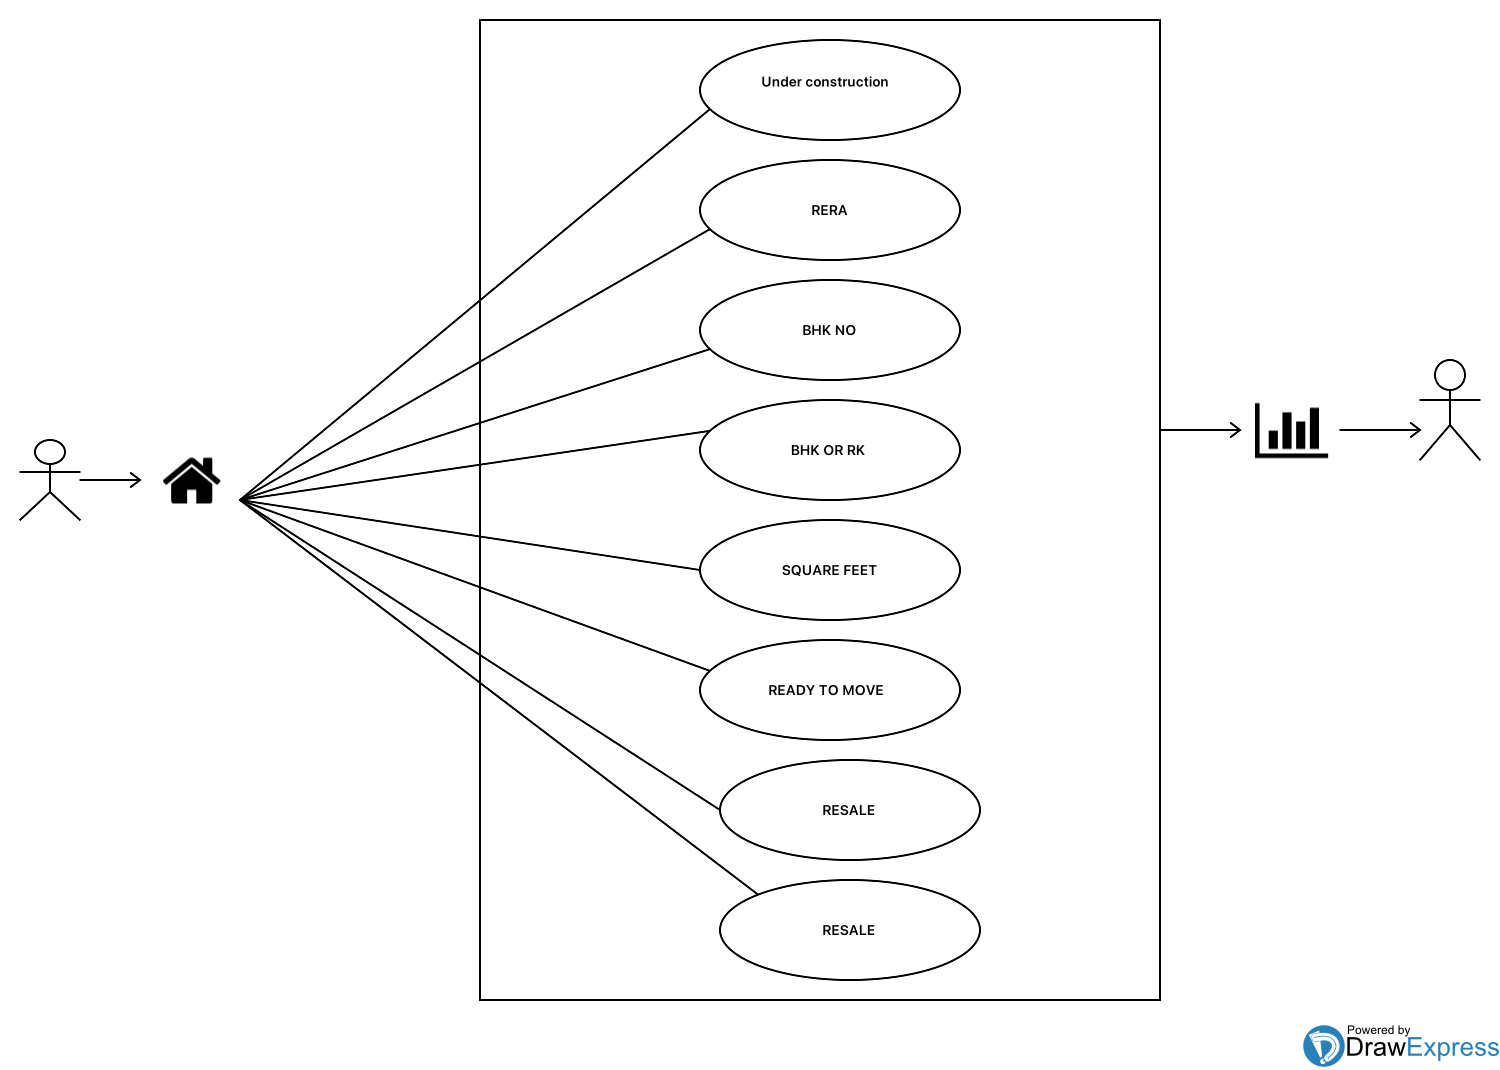 Under construction
RERA
BHK NO
BHK OR RK
SQUARE FEET
READY TO MOVE
RESALE
RESALE
Powered by
DrawExpress